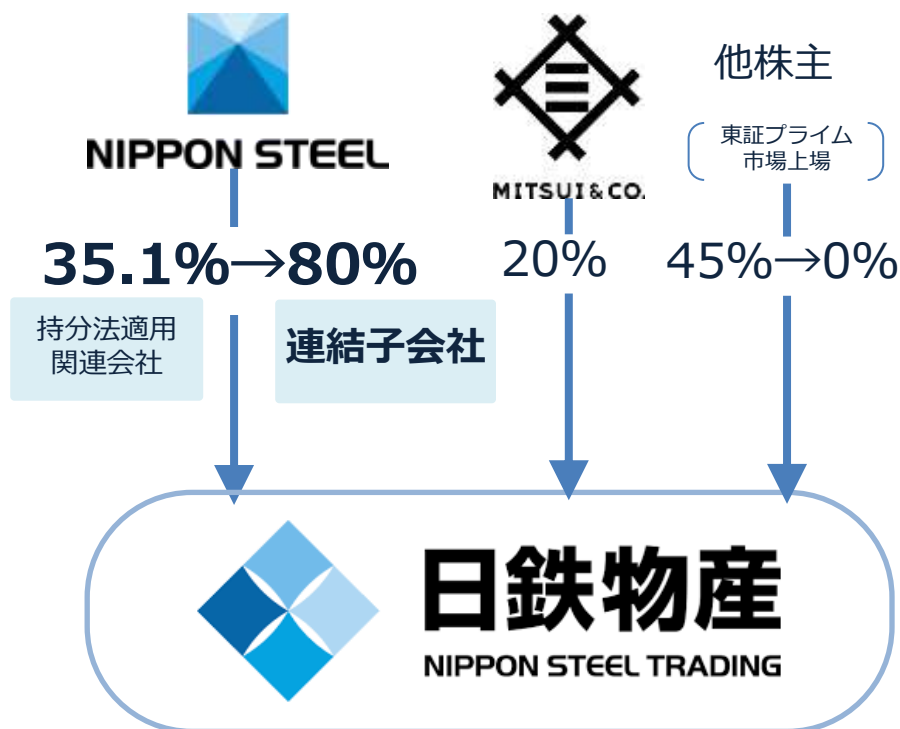 NIPPON STEEL
MITSUI & CO.
他株主
東証プライム
市場上場
35.1%→80%
20%
45%→0%
持分法適用
関連会社
連結子会社
日鉄物産
NIPPON STEEL TRADING